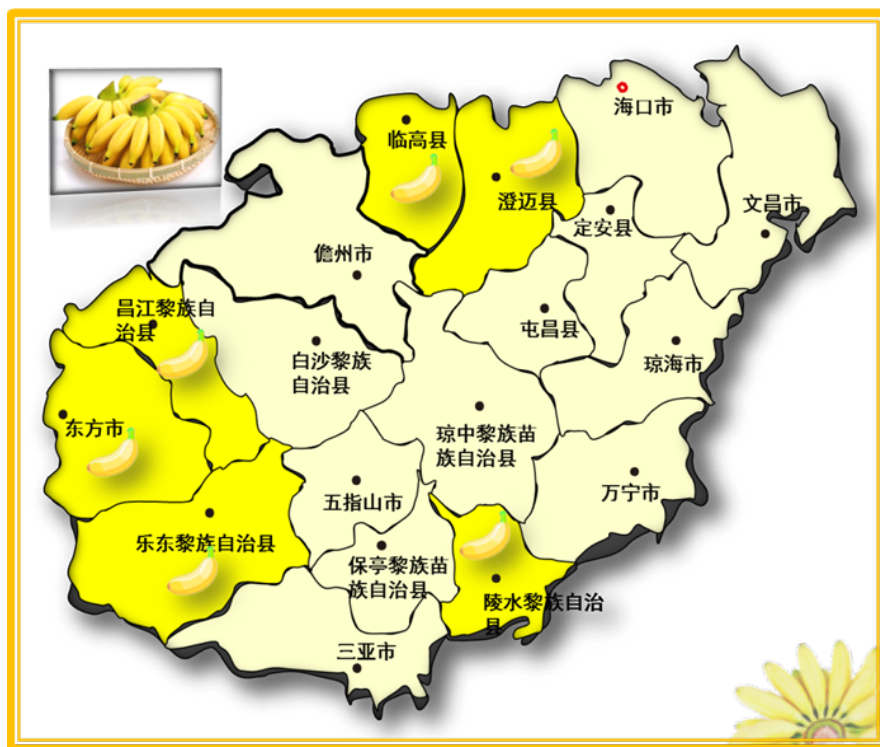 海口市
临高县
澄迈县
文昌市
定安县
儋州市
昌江黎族自
治县
屯昌县
白沙黎族
自治县
琼海市
东方市
琼中黎族苗
族自治县
五指山市
万宁市
乐东黎族自治县
保亭黎族苗
族自治县
陵水黎族自治
县
三亚市